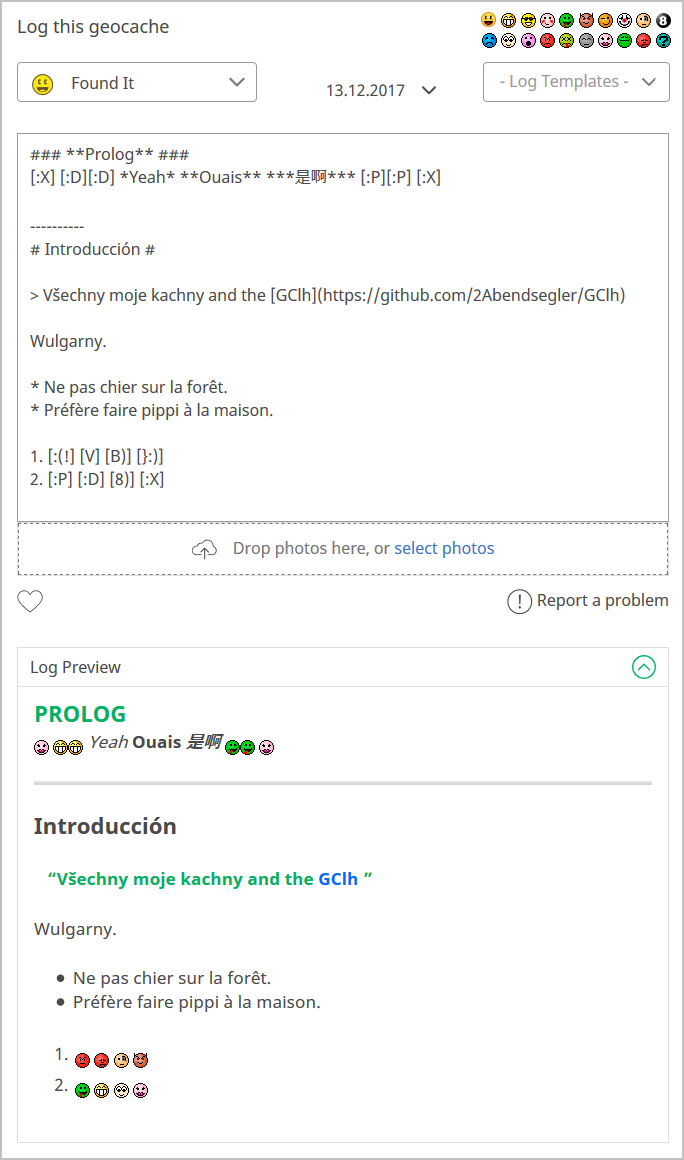 Log this geocache
Found It
13.12.2017
- Log Templates -
### **Prolog** ###
[:X] [:D][:D] *Yeah* **Ouais** ***是啊*** [:P][:P] [:X]
----------
# Introducción #
> Všechny moje kachny and the [GClh](https://github.com/2Abendsegler/GClh)
Wulgarny.
* Ne pas chier sur la forêt.
* Préfère faire pippi à la maison.
1. [:(!] [V] [B)] [}:)]
2. [:P] [:D] [8)] [:X]
Drop photos here, or select photos
Report a problem
Log Preview
PROLOG
Yeah Ouais 是啊
Introducción
“Všechny moje kachny and the GClh ”
Wulgarny.
• Ne pas chier sur la forêt.
• Préfère faire pippi à la maison.
1.
2.